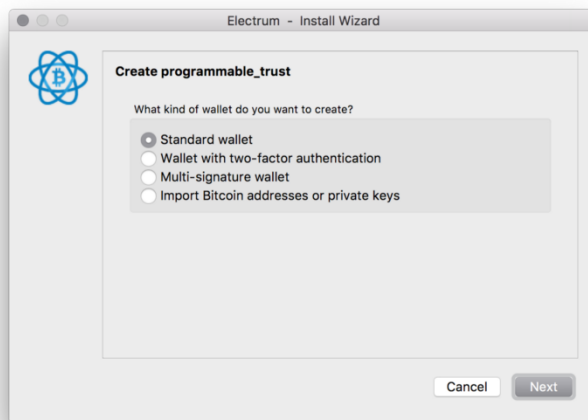 Electrum - Install Wizard
Create programmable_trust
What kind of wallet do you want to create?
Standard wallet
Wallet with two-factor authentication
Multi-signature wallet
Import Bitcoin addresses or private keys
Cancel
Next